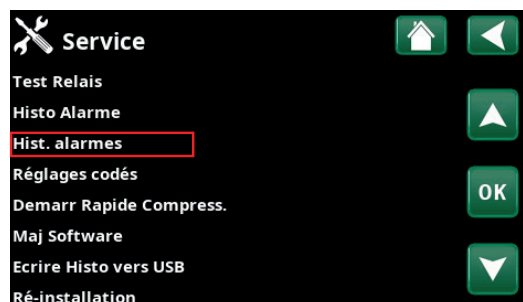 Service
Test Relais
Histo Alarme
Hist. alarmes
Réglages codés
OK
Demarr Rapide Compress.
Maj Software
Ecrire Histo vers USB
Ré-installation